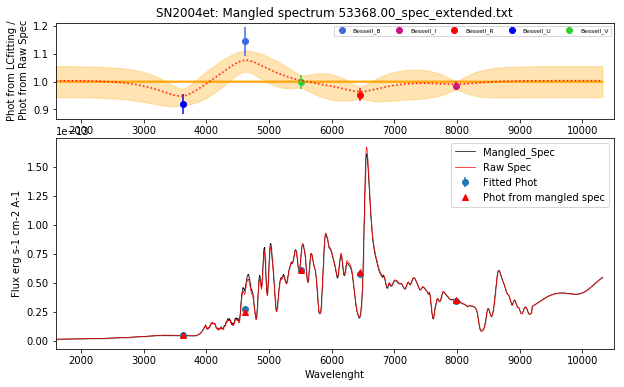 SN2004et: Mangled spectrum 53368.00_spec_extended.txt
Phot from LCfitting /
Phot from Raw Spec
1.2
1.1
1.0
0.9
Bessell_B
Bessell_I
Bessell_R
Bessell_U
Bessell_V
2000 3000 4000 5000 6000 7000 8000 9000 10000
Flux erg s-1 cm-2 A-1
1.50
1.25
1.00
0.75
0.50
0.25
0.00
Mangled_Spec
Raw Spec
Fitted Phot
Phot from mangled spec
2000 3000 4000 5000 6000 7000 8000 9000 10000
Wavelenght